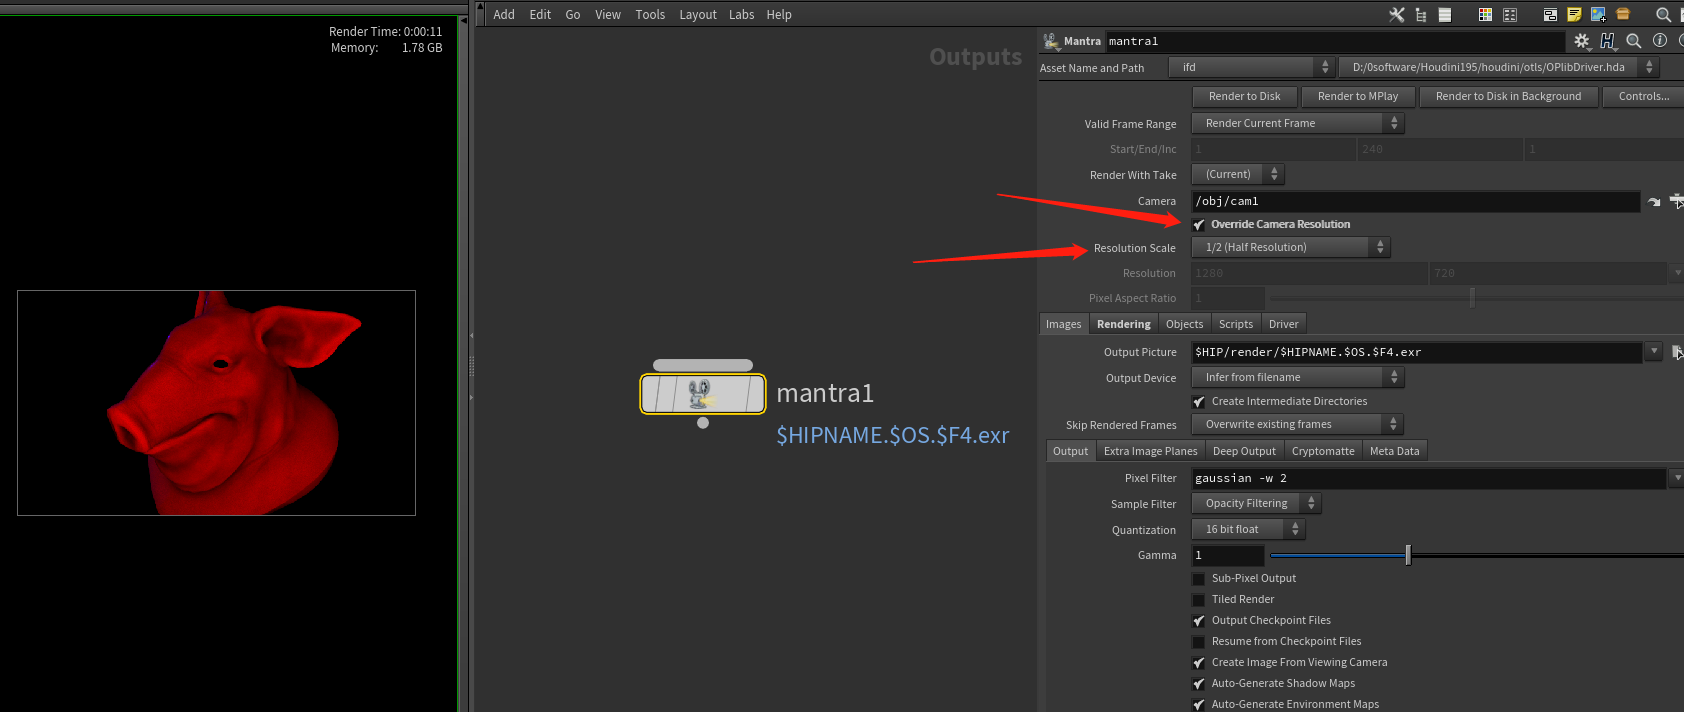 Render Time: 0:00:11
Memory: 1.78 GB
Add Edit Go View Tools Layout Labs Help
Outputs
mantra1
$HIPNAME.$OS.$F4.exr
Mantra mantra1
Asset Name and Path ifd D:/0software/Houdini195/houdini/otls/OPlibDriver.hda
Render to Disk Render to MPlay Render to Disk in Background Controls...
Valid Frame Range Render Current Frame
Start/End/Inc 1 240 1
Render With Take (Current)
Camera /obj/cam1
Override Camera Resolution
Resolution Scale 1/2 (Half Resolution)
Resolution 1280 720
Pixel Aspect Ratio 1
Images Rendering Objects Scripts Driver
Output Picture $HIP/render/$HIPNAME.$OS.$F4.exr
Output Device Infer from filename
Create Intermediate Directories
Skip Rendered Frames Overwrite existing frames
Output Extra Image Planes Deep Output Cryptomatte Meta Data
Pixel Filter gaussian -w 2
Sample Filter Opacity Filtering
Quantization 16 bit float
Gamma 1
Sub-Pixel Output
Tiled Render
Output Checkpoint Files
Resume from Checkpoint Files
Create Image From Viewing Camera
Auto-Generate Shadow Maps
Auto-Generate Environment Maps